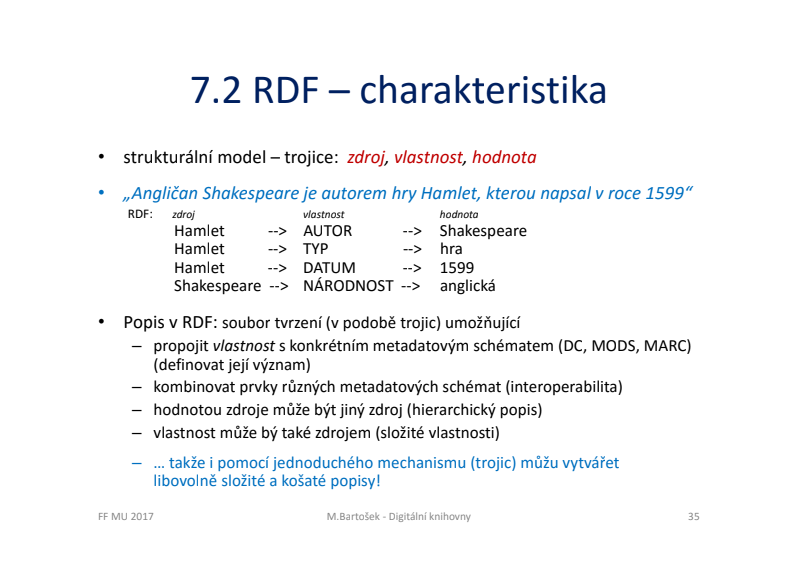 7.2 RDF – charakteristika
• strukturální model – trojice: zdroj, vlastnost, hodnota
• „Angličan Shakespeare je autorem hry Hamlet, kterou napsal v roce 1599“
RDF: zdroj vlastnost hodnota
Hamlet --> AUTOR --> Shakespeare
Hamlet --> TYP --> hra
Hamlet --> DATUM --> 1599
Shakespeare --> NÁRODNOST --> anglická
• Popis v RDF: soubor tvrzení (v podobě trojic) umožňující
– propojit vlastnost s konkrétním metadatovým schématem (DC, MODS, MARC)
(definovat její význam)
– kombinovat prvky různých metadatových schémat (interoperabilita)
– hodnotou zdroje může být jiný zdroj (hierarchický popis)
– vlastnost může bý také zdrojem (složité vlastnosti)
– … takže i pomocí jednoduchého mechanismu (trojic) můžu vytvářet
libovolně složité a košaté popisy!
FF MU 2017 M.Bartošek - Digitální knihovny 35